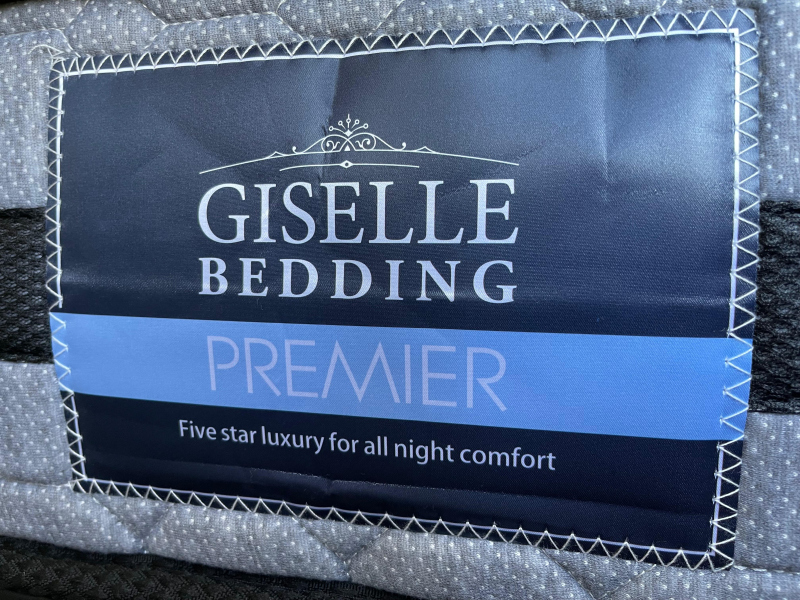 GISELLE
BEDDING
PREMIER
Five star luxury for all night comfort